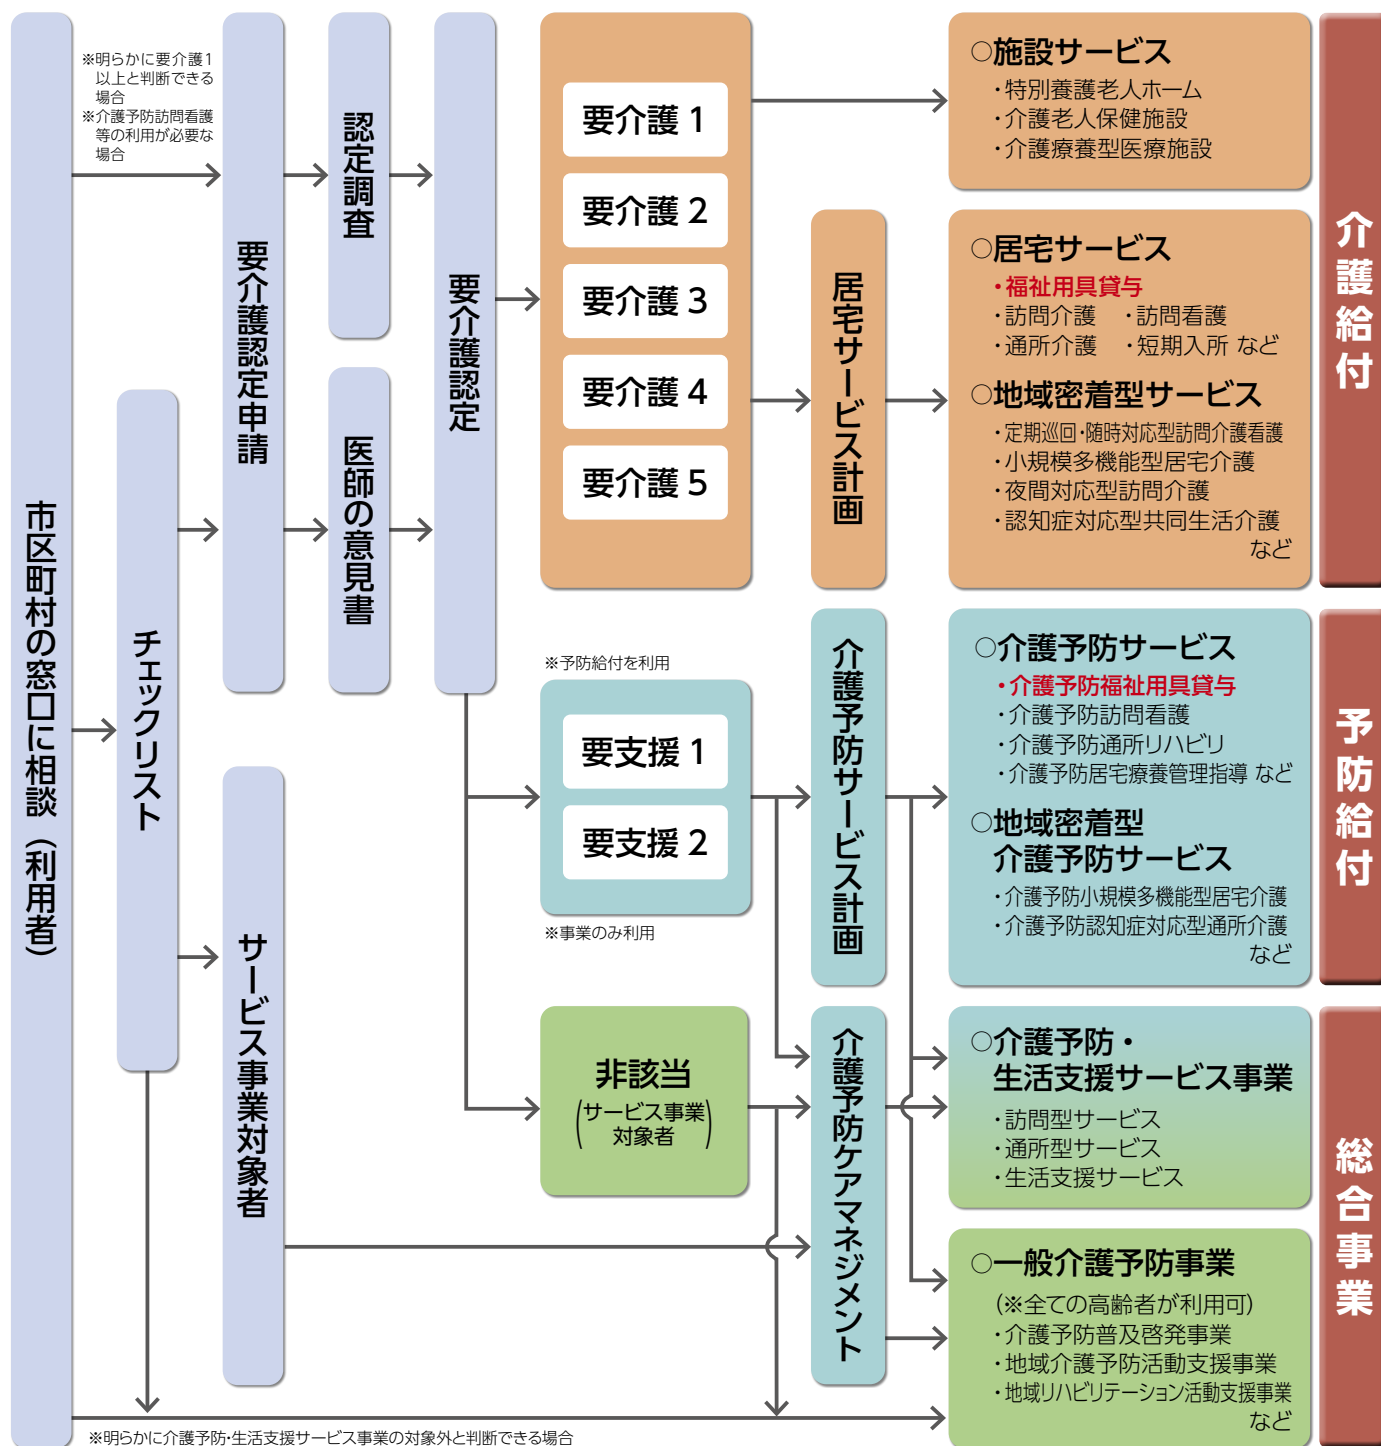 市区町村の窓口に相談（利用者）
※明らかに要介護1
以上と判断できる
場合
※介護予防訪問看護
等の利用が必要な
場合
チェックリスト
要介護認定申請
サービス事業対象者
認定調査
医師の意見書
要介護認定
要介護 1
要介護 2
要介護 3
要介護 4
要介護 5
※予防給付を利用
要支援 1
要支援 2
※事業のみ利用
非該当
(サービス事業
対象者)
居宅サービス計画
介護予防サービス計画
介護予防ケアマネジメント
○施設サービス
・特別養護老人ホーム
・介護老人保健施設
・介護療養型医療施設
○居宅サービス
・福祉用具貸与
・訪問介護　・訪問看護
・通所介護　・短期入所 など
○地域密着型サービス
・定期巡回・随時対応型訪問介護看護
・小規模多機能型居宅介護
・夜間対応型訪問介護
・認知症対応型共同生活介護
など
介護給付
○介護予防サービス
・介護予防福祉用具貸与
・介護予防訪問看護
・介護予防通所リハビリ
・介護予防居宅療養管理指導 など
○地域密着型
介護予防サービス
・介護予防小規模多機能型居宅介護
・介護予防認知症対応型通所介護
など
予防給付
○介護予防・
生活支援サービス事業
・訪問型サービス
・通所型サービス
・生活支援サービス
○一般介護予防事業
(※全ての高齢者が利用可)
・介護予防普及啓発事業
・地域介護予防活動支援事業
・地域リハビリテーション活動支援事業
など
総合事業
※明らかに介護予防・生活支援サービス事業の対象外と判断できる場合